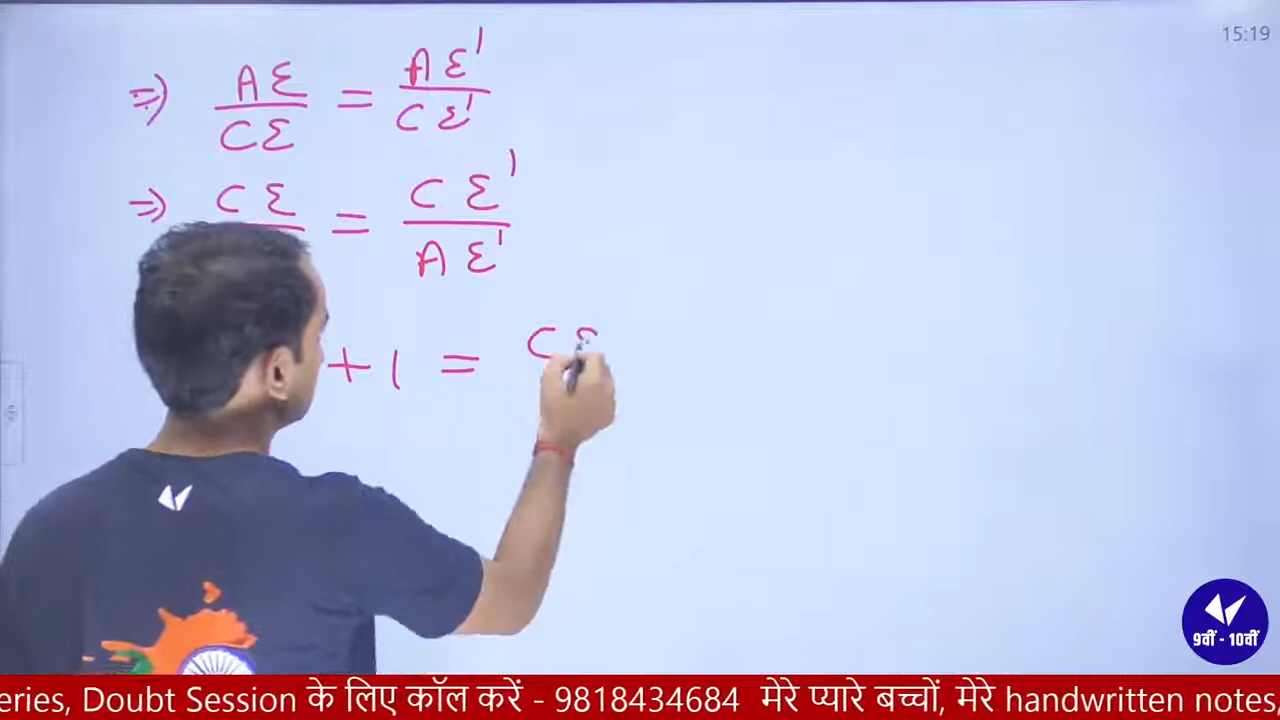 15:19
⇒ AE/CE = AE'/CE'
⇒ CE = CE'/AE'
+ 1 = CE
9वीं - 10वीं
eries, Doubt Session के लिए कॉल करें - 9818434684 मेरे प्यारे बच्चों, मेरे handwritten notes,